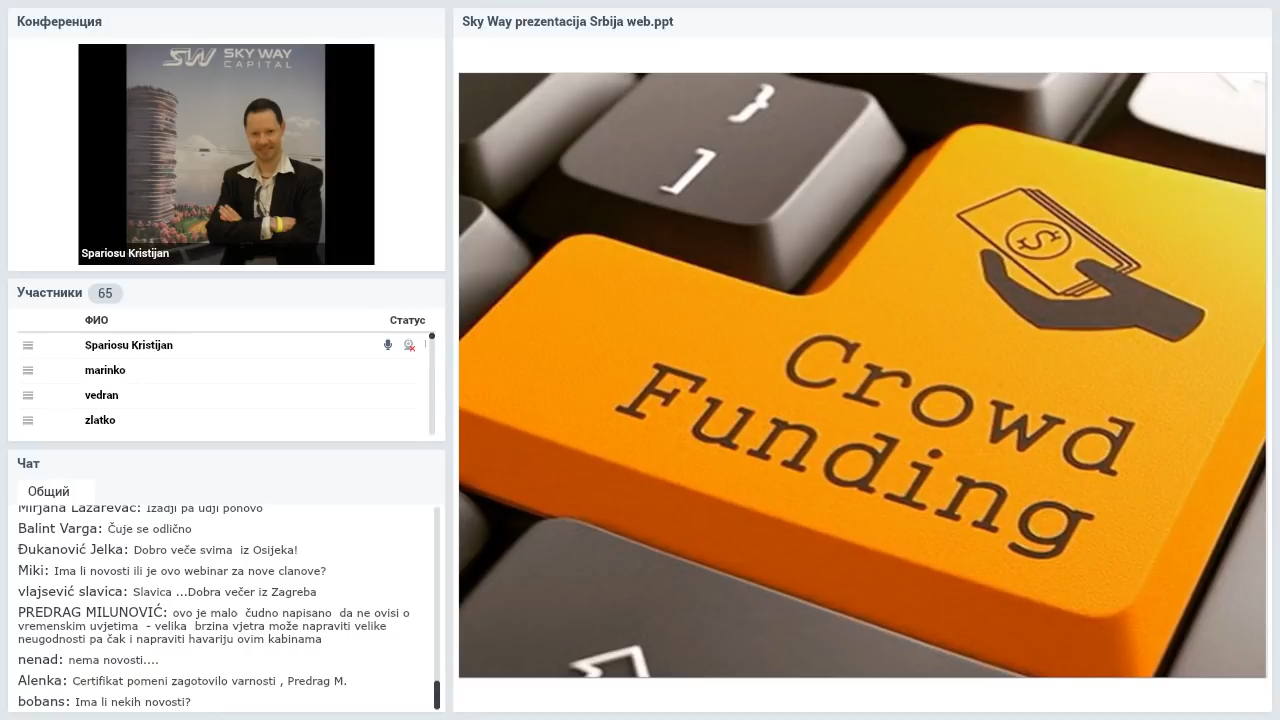 Конференция
SKY WAY
CAPITAL
Spariosu Kristijan
Участники 65
ФИО Статус
Spariosu Kristijan
marinko
vedran
zlatko
Чат
Общий
Mirjana Lazarevac: Izadji pa udji ponovo
Balint Varga: Čuje se odlično
Đukanović Jelka: Dobro veče svima iz Osijeka!
Miki: Ima li novosti ili je ovo webinar za nove clanove?
vlajsević slavica: Slavica ...Dobra večer iz Zagreba
PREDRAG MILUNOVIĆ: ovo je malo čudno napisano da ne ovisi o
vremenskim uvjetima - velika brzina vjetra može napraviti velike
neugodnosti pa čak i napraviti havariju ovim kabinama
nenad: nema novosti....
Alenka: Certifikat pomeni zagotovilo varnosti , Predrag M.
bobans: Ima li nekih novosti?
Sky Way prezentacija Srbija web.ppt
}
]
$
Crowd
Funding